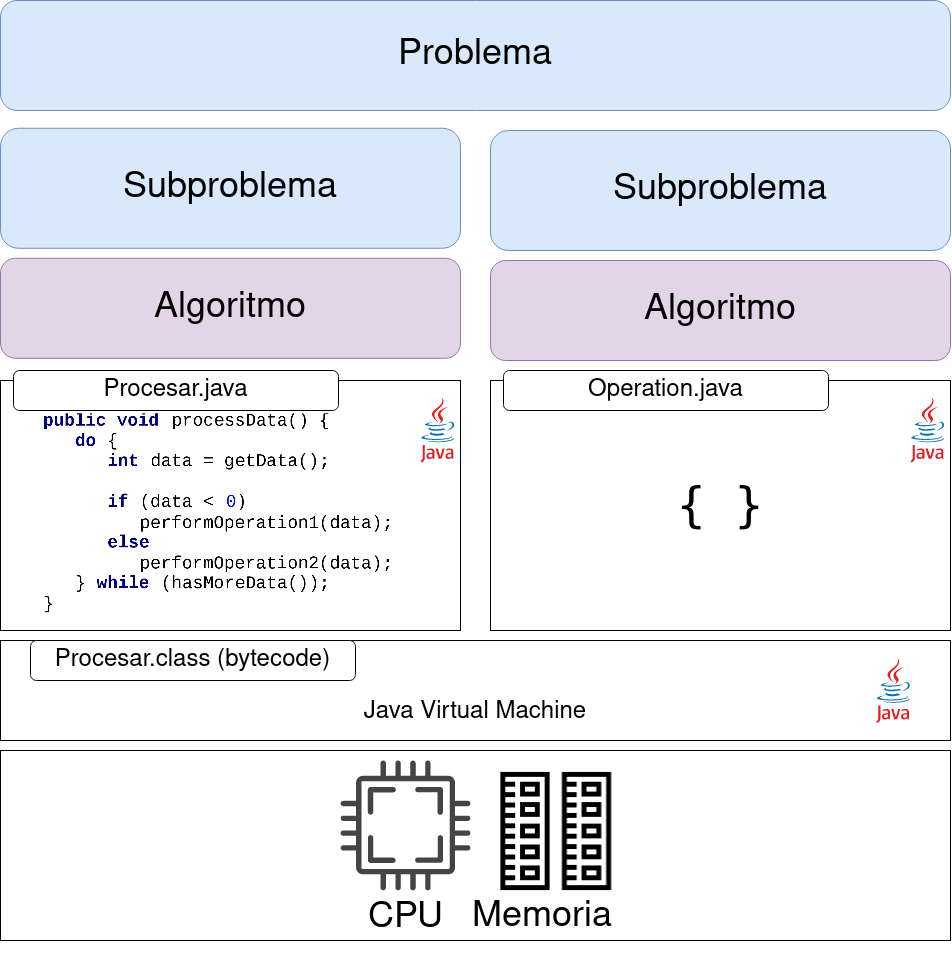 Problema
Subproblema
Subproblema
Algoritmo
Algoritmo
Procesar.java
Java
public void processData() {
   do {
      int data = getData();

      if (data < 0)
         performOperation1(data);
      else
         performOperation2(data);
   } while (hasMoreData());
}
Operation.java
Java
{ }
Procesar.class (bytecode)
Java Virtual Machine
Java
CPU
Memoria